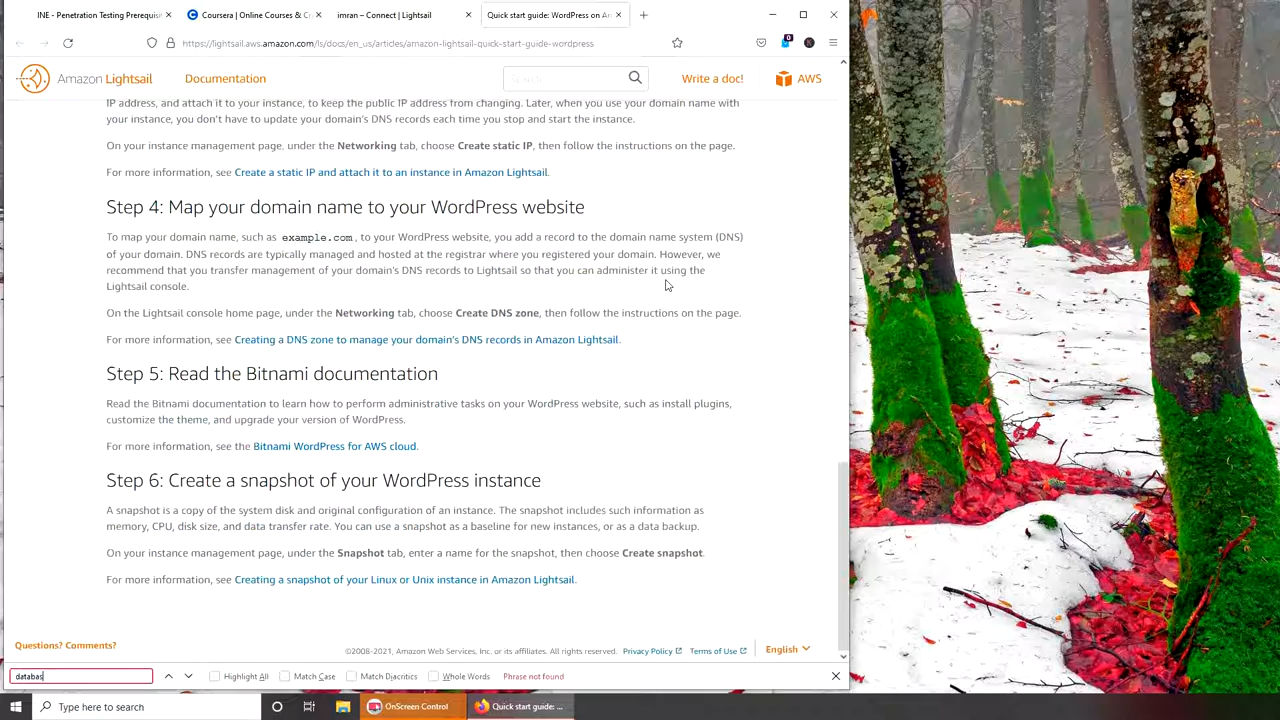 INE - Penetration Testing Prerequis
Coursera | Online Courses & Cr
imran – Connect | Lightsail
Quick start guide: WordPress on Am
https://lightsail.aws.amazon.com/ls/docs/en_us/articles/amazon-lightsail-quick-start-guide-wordpress
0
Amazon Lightsail
Documentation
Search
Write a doc!
AWS
IP address, and attach it to your instance, to keep the public IP address from changing. Later, when you use your domain name with
your instance, you don't have to update your domain's DNS records each time you stop and start the instance.
On your instance management page, under the Networking tab, choose Create static IP, then follow the instructions on the page.
For more information, see Create a static IP and attach it to an instance in Amazon Lightsail.
Step 4: Map your domain name to your WordPress website
To map your domain name, such as example.com, to your WordPress website, you add a record to the domain name system (DNS)
of your domain. DNS records are typically managed and hosted at the registrar where you registered your domain. However, we
recommend that you transfer management of your domain's DNS records to Lightsail so that you can administer it using the
Lightsail console.
On the Lightsail console home page, under the Networking tab, choose Create DNS zone, then follow the instructions on the page.
For more information, see Creating a DNS zone to manage your domain's DNS records in Amazon Lightsail.
Step 5: Read the Bitnami documentation
Read the Bitnami documentation to learn how to perform administrative tasks on your WordPress website, such as install plugins,
customize the theme, and upgrade your version of WordPress.
For more information, see the Bitnami WordPress for AWS cloud.
Step 6: Create a snapshot of your WordPress instance
A snapshot is a copy of the system disk and original configuration of an instance. The snapshot includes such information as
memory, CPU, disk size, and data transfer rate. You can use a snapshot as a baseline for new instances, or as a data backup.
On your instance management page, under the Snapshot tab, enter a name for the snapshot, then choose Create snapshot.
For more information, see Creating a snapshot of your Linux or Unix instance in Amazon Lightsail.
Questions? Comments?
©2008-2021, Amazon Web Services, Inc. or its affiliates. All rights reserved.
Privacy Policy
Terms of Use
English
databas
Highlight All
Match Case
Match Diacritics
Whole Words
Phrase not found
Type here to search
OnScreen Control
Quick start guide: ...